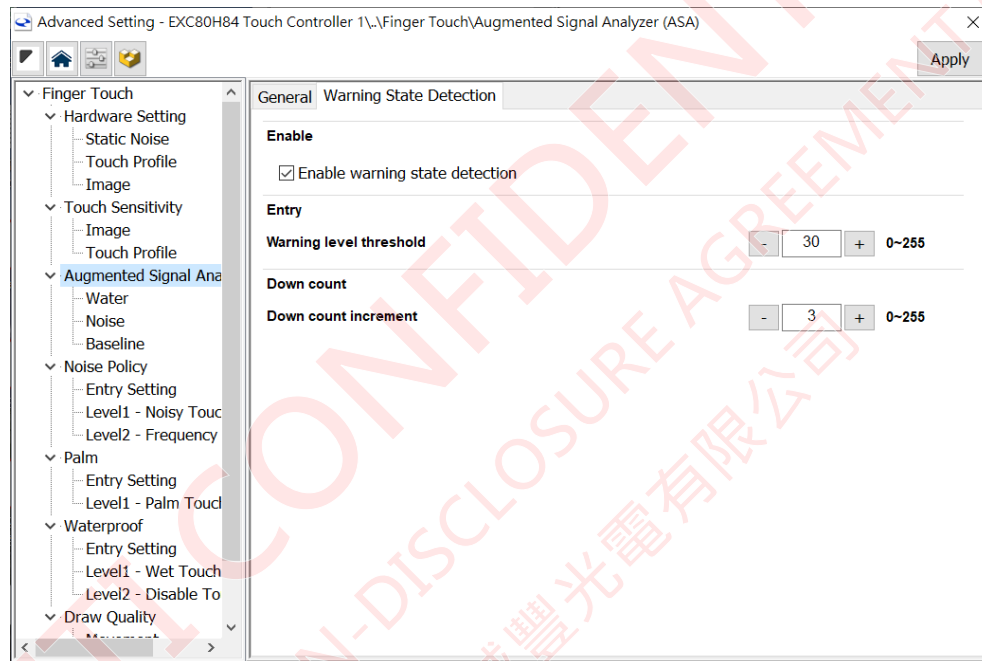 Advanced Setting - EXC80H84 Touch Controller 1\..\Finger Touch\Augmented Signal Analyzer (ASA)
Apply
Finger Touch
Hardware Setting
Static Noise
Touch Profile
Image
Touch Sensitivity
Image
Touch Profile
Augmented Signal Ana
Water
Noise
Baseline
Noise Policy
Entry Setting
Level1 - Noisy Touc
Level2 - Frequency
Palm
Entry Setting
Level1 - Palm Touch
Waterproof
Entry Setting
Level1 - Wet Touch
Level2 - Disable To
Draw Quality
Movement
General Warning State Detection
Enable
Enable warning state detection
Entry
Warning level threshold - 30 + 0~255
Down count
Down count increment - 3 + 0~255
CONFIDENT
DISCLOSURE AGREEMENT
豐光電有限公司